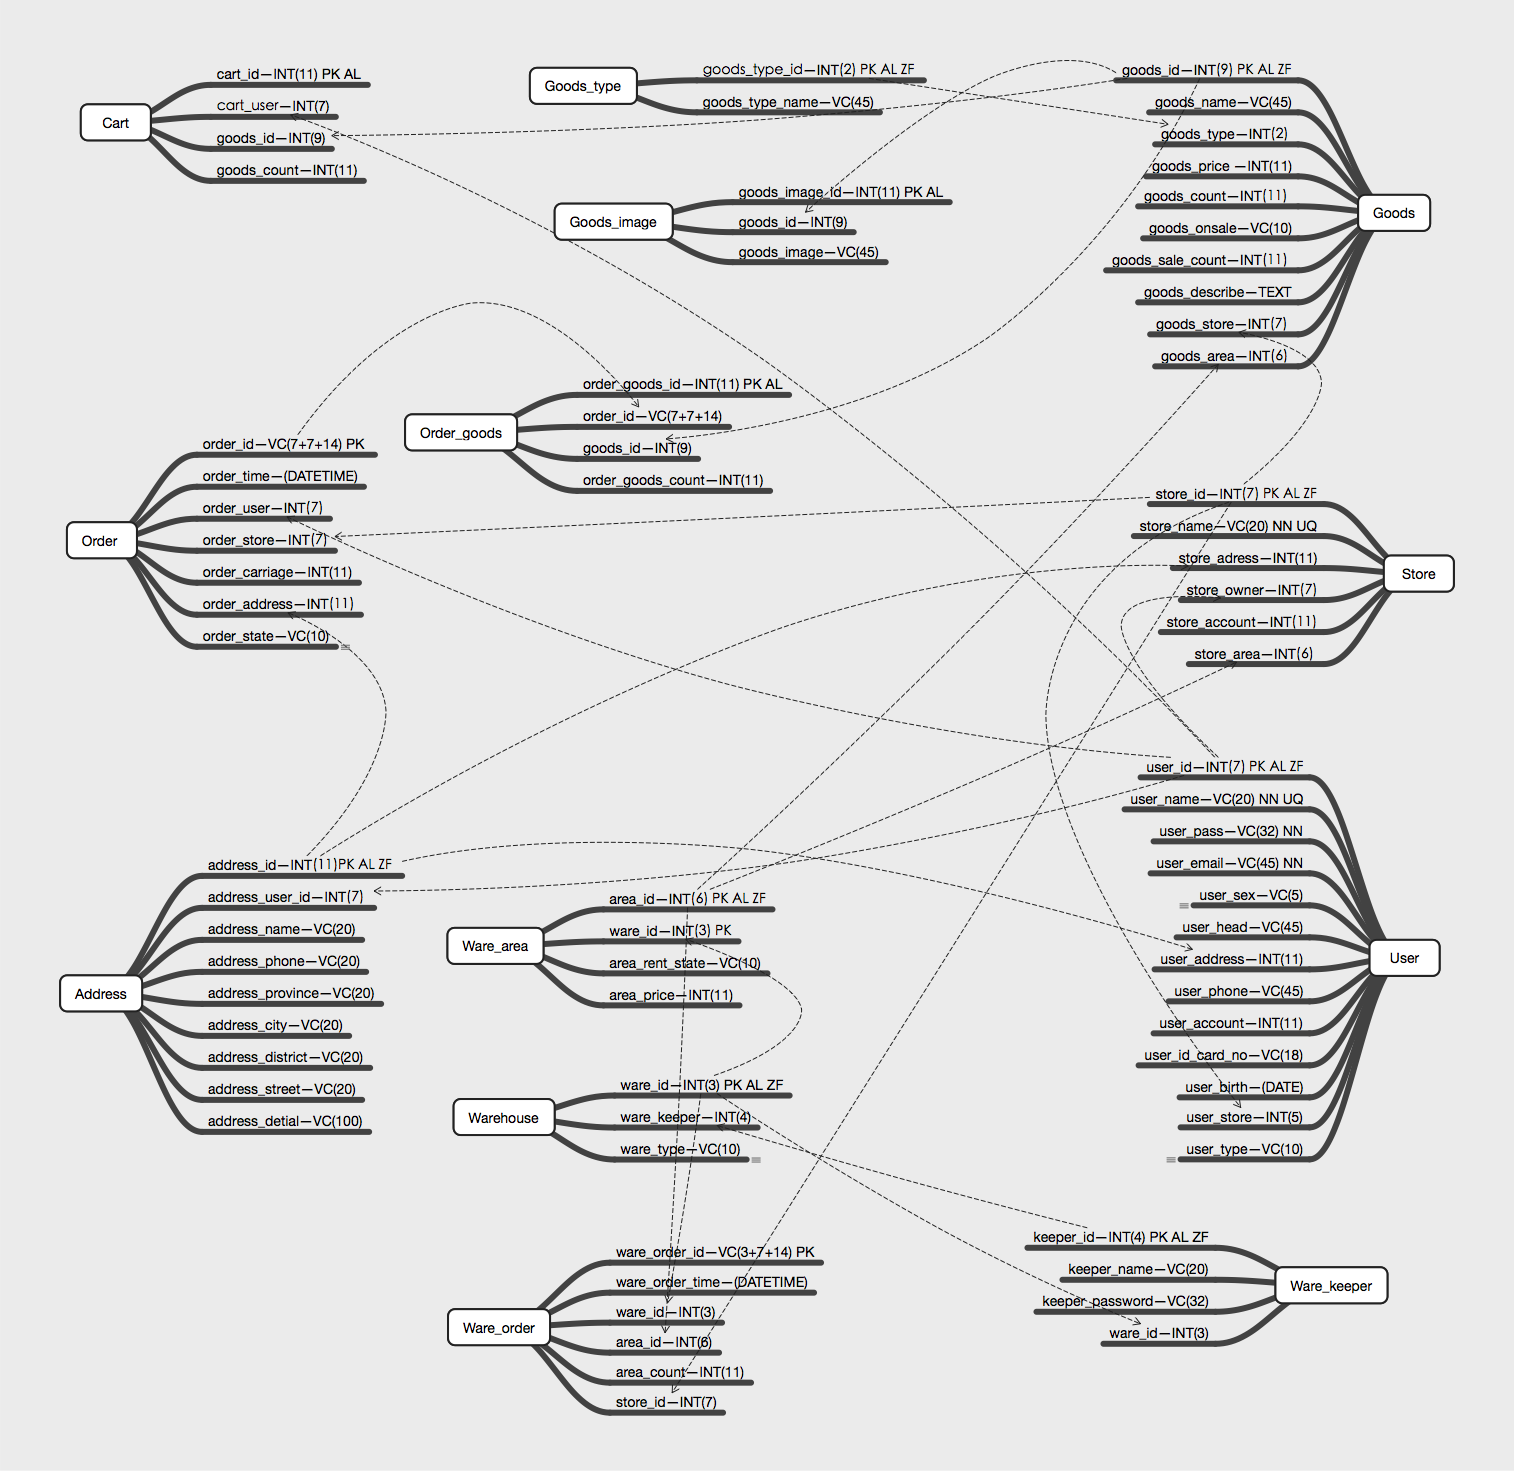 Cart
cart_id—INT(11) PK AL
cart_user—INT(7)
goods_id—INT(9)
goods_count—INT(11)
Goods_type
goods_type_id—INT(2) PK AL ZF
goods_type_name—VC(45)
Goods_image
goods_image_id—INT(11) PK AL
goods_id—INT(9)
goods_image—VC(45)
Goods
goods_id—INT(9) PK AL ZF
goods_name—VC(45)
goods_type—INT(2)
goods_price —INT(11)
goods_count—INT(11)
goods_onsale—VC(10)
goods_sale_count—INT(11)
goods_describe—TEXT
goods_store—INT(7)
goods_area—INT(6)
Order_goods
order_goods_id—INT(11) PK AL
order_id—VC(7+7+14)
goods_id—INT(9)
order_goods_count—INT(11)
Order
order_id—VC(7+7+14) PK
order_time—(DATETIME)
order_user—INT(7)
order_store—INT(7)
order_carriage—INT(11)
order_address—INT(11)
order_state—VC(10)
Store
store_id—INT(7) PK AL ZF
store_name—VC(20) NN UQ
store_adress—INT(11)
store_owner—INT(7)
store_account—INT(11)
store_area—INT(6)
User
user_id—INT(7) PK AL ZF
user_name—VC(20) NN UQ
user_pass—VC(32) NN
user_email—VC(45) NN
user_sex—VC(5)
user_head—VC(45)
user_address—INT(11)
user_phone—VC(45)
user_account—INT(11)
user_id_card_no—VC(18)
user_birth—(DATE)
user_store—INT(5)
user_type—VC(10)
Address
address_id—INT(11)PK AL ZF
address_user_id—INT(7)
address_name—VC(20)
address_phone—VC(20)
address_province—VC(20)
address_city—VC(20)
address_district—VC(20)
address_street—VC(20)
address_detial—VC(100)
Ware_area
area_id—INT(6) PK AL ZF
ware_id—INT(3) PK
area_rent_state—VC(10)
area_price—INT(11)
Warehouse
ware_id—INT(3) PK AL ZF
ware_keeper—INT(4)
ware_type—VC(10)
Ware_order
ware_order_id—VC(3+7+14) PK
ware_order_time—(DATETIME)
ware_id—INT(3)
area_id—INT(6)
area_count—INT(11)
store_id—INT(7)
Ware_keeper
keeper_id—INT(4) PK AL ZF
keeper_name—VC(20)
keeper_password—VC(32)
ware_id—INT(3)